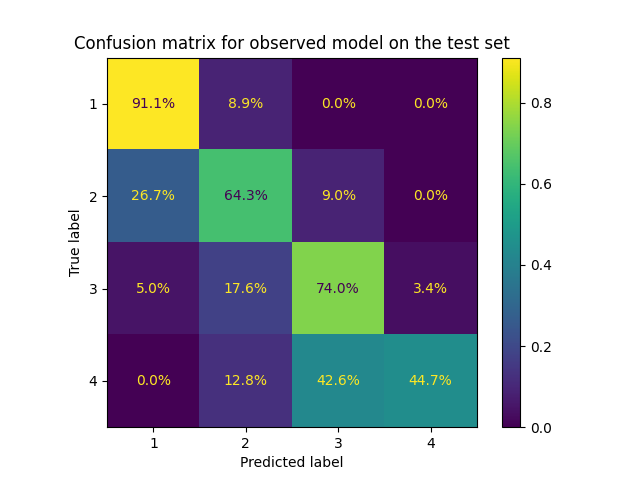 Confusion matrix for observed model on the test set
1 91.1% 8.9% 0.0% 0.0%
2 26.7% 64.3% 9.0% 0.0%
3 5.0% 17.6% 74.0% 3.4%
4 0.0% 12.8% 42.6% 44.7%
1 2 3 4
Predicted label
True label
0.8
0.6
0.4
0.2
0.0